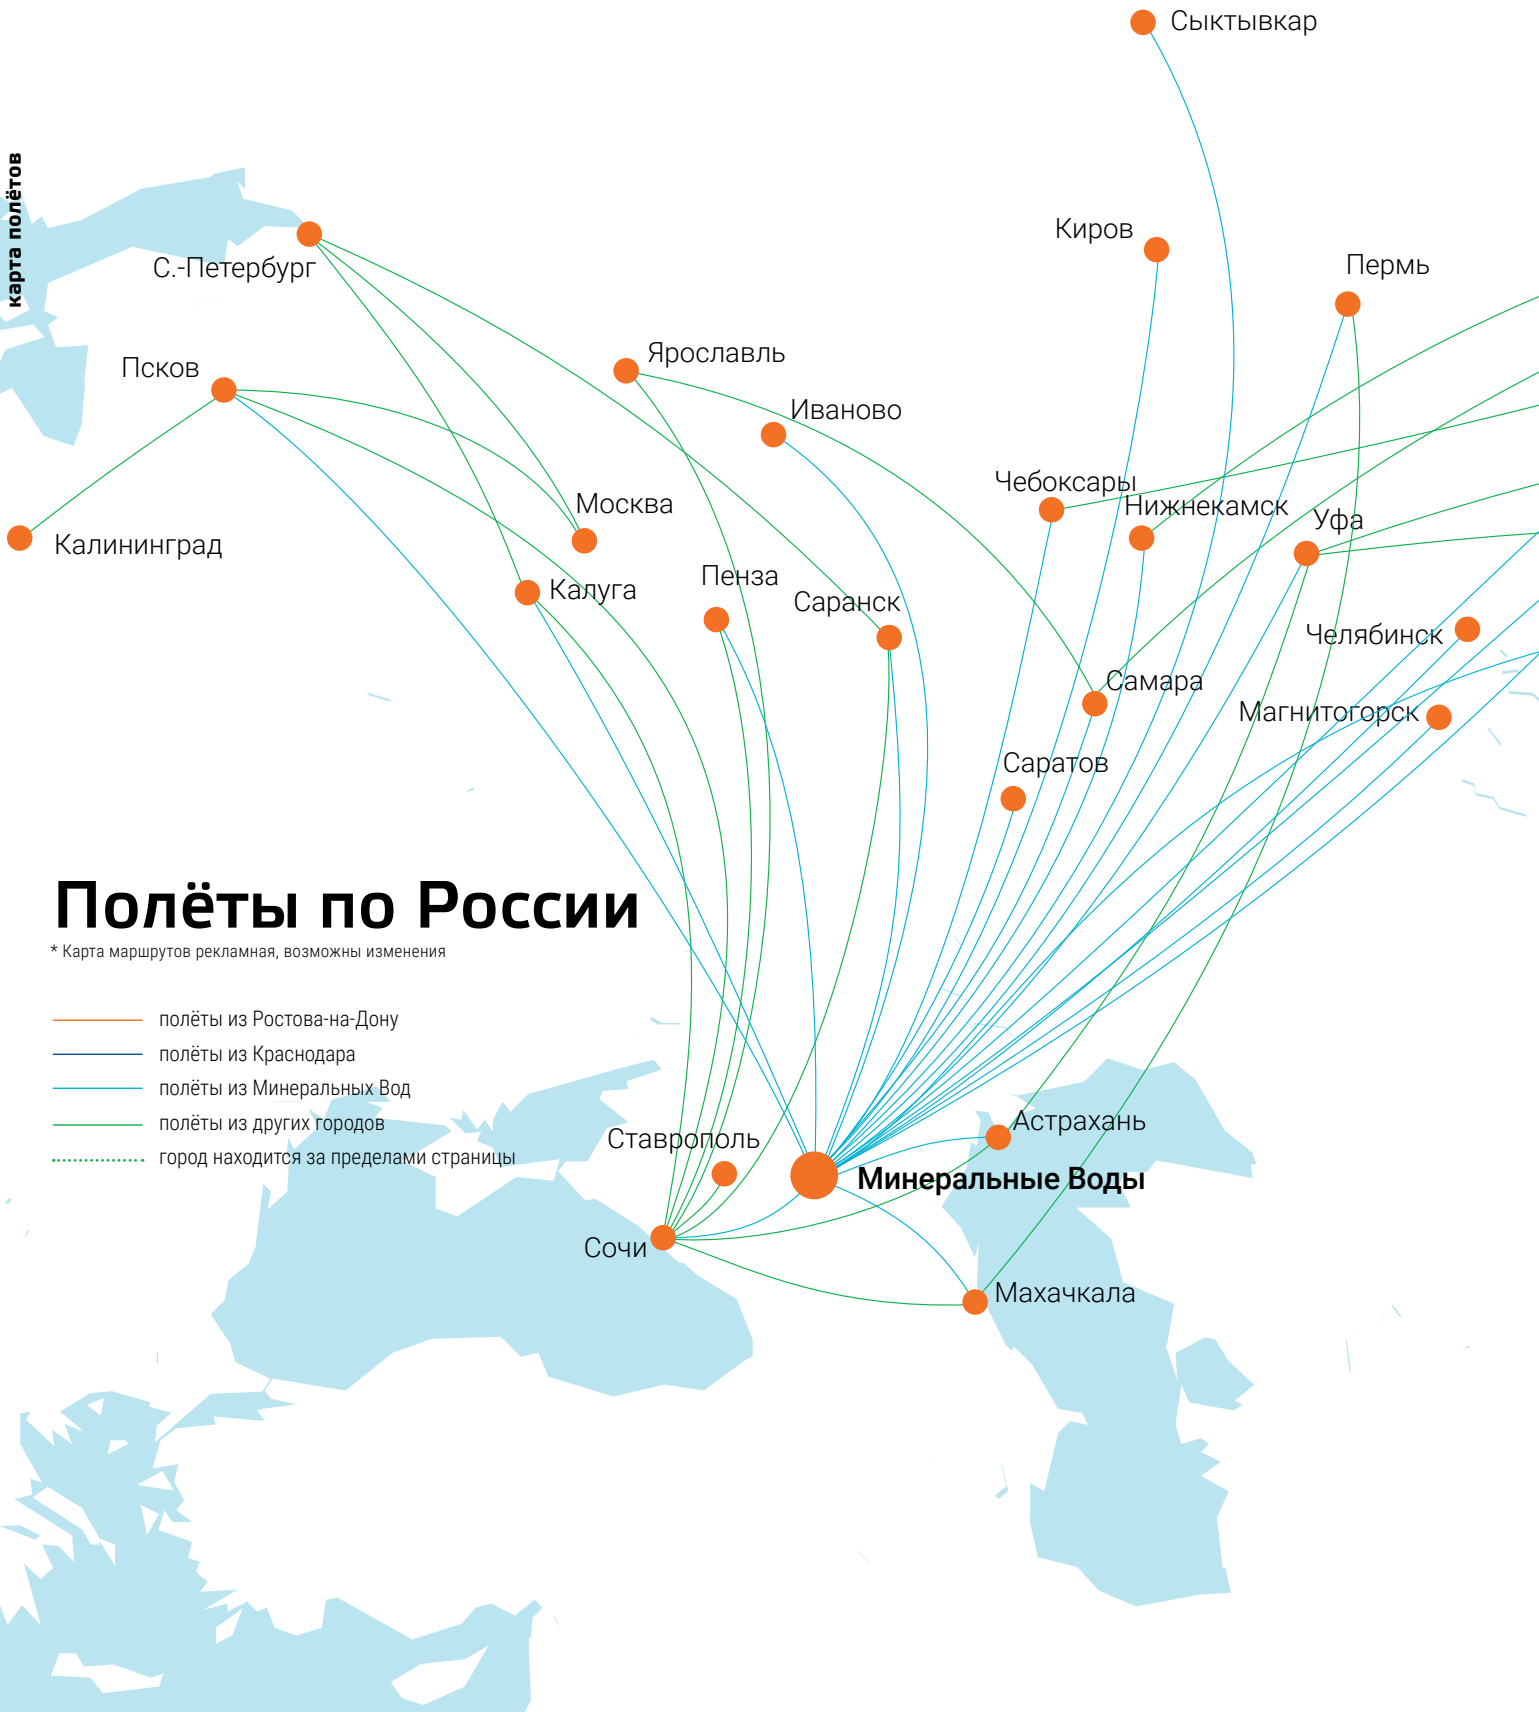 карта полётов
Сыктывкар
Киров
Пермь
С.-Петербург
Псков
Ярославль
Иваново
Чебоксары
Нижнекамск
Уфа
Москва
Калининград
Калуга
Пенза
Саранск
Челябинск
Самара
Магнитогорск
Саратов
Полёты по России
* Карта маршрутов рекламная, возможны изменения
полёты из Ростова-на-Дону
полёты из Краснодара
полёты из Минеральных Вод
полёты из других городов
город находится за пределами страницы
Ставрополь
Астрахань
Минеральные Воды
Сочи
Махачкала